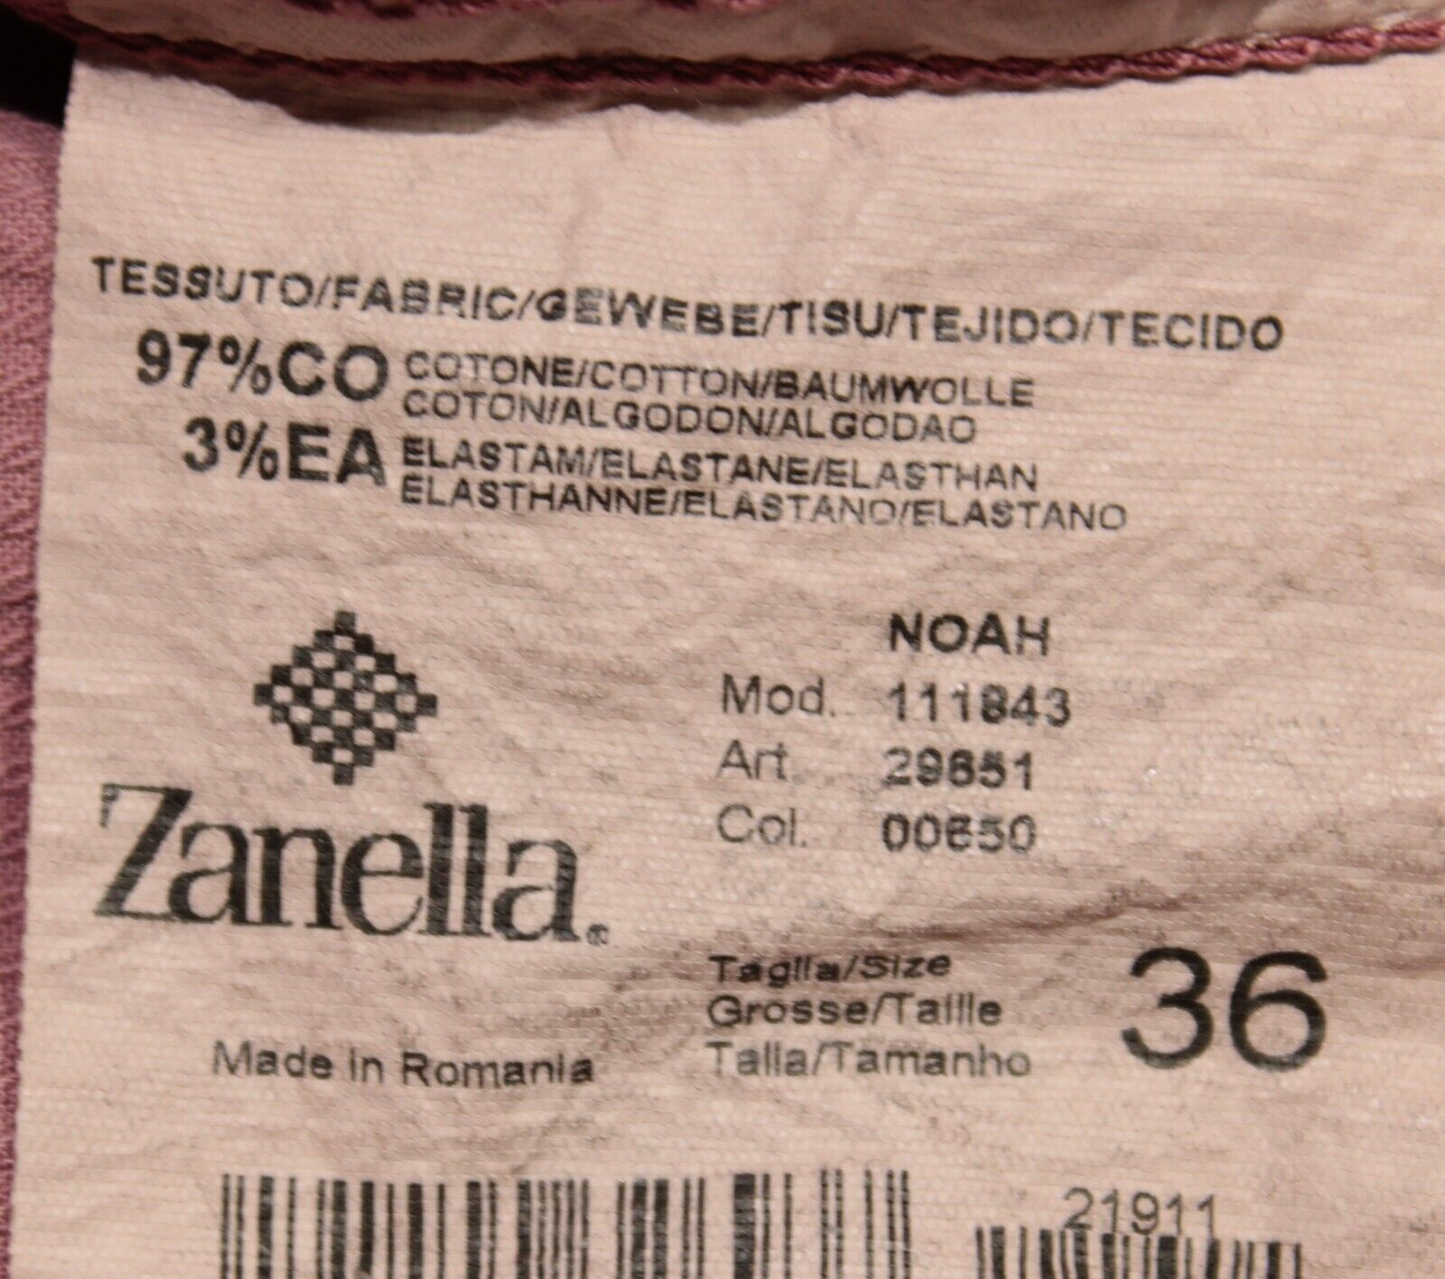 TESSUTO/FABRIC/GEWEBE/TISU/TEJIDO/TECIDO
97%CO COTONE/COTTON/BAUMWOLLE
COTON/ALGODON/ALGODAO
3%EA ELASTAM/ELASTANE/ELASTHAN
ELASTHANNE/ELASTANO/ELASTANO
NOAH
Mod. 111843
Art. 29651
Col. 00650
Zanella.
Taglia/Size
Grosse/Taille
Talla/Tamanho
36
Made in Romania
21911